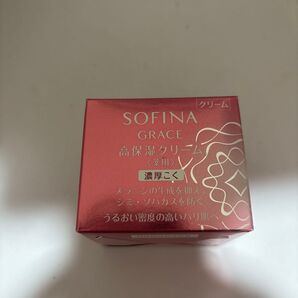 クリーム
SOFINA
GRACE
高保湿クリーム
〈薬用〉
濃厚こく
メラニンの生成を抑え、
シミ・ソバカスを防ぐ。
うるおい密度の高いハリ肌へ